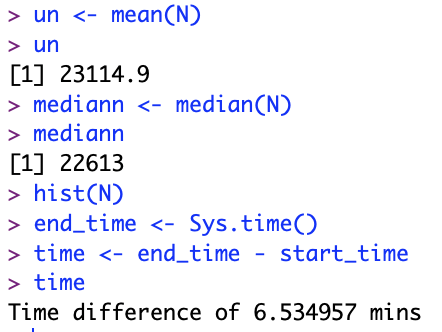 > un <- mean(N)
> un
[1] 23114.9
> mediann <- median(N)
> mediann
[1] 22613
> hist(N)
> end_time <- Sys.time()
> time <- end_time - start_time
> time
Time difference of 6.534957 mins